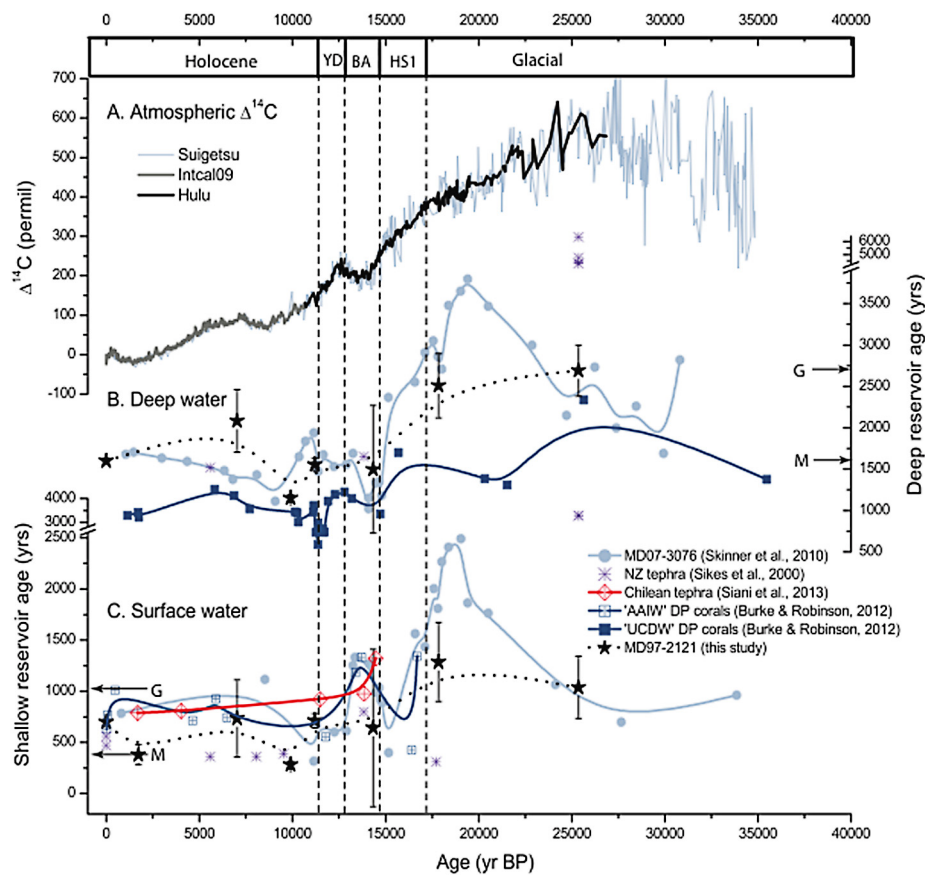 0 5000 10000 15000 20000 25000 30000 35000 40000
Holocene YD BA HS1 Glacial
700
600
500
400
300
200
100
0
-100
Δ¹⁴C (permil)
A. Atmospheric Δ¹⁴C
Suigetsu
Intcal09
Hulu
6000
5000
3500
3000
2500
2000
1500
1000
500
Deep reservoir age (yrs)
G
M
B. Deep water
4000
3000
2500
2000
1500
1000
500
0
Shallow reservoir age (yrs)
C. Surface water
G
M
MD07-3076 (Skinner et al., 2010)
NZ tephra (Sikes et al., 2000)
Chilean tephra (Siani et al., 2013)
'AAIW' DP corals (Burke & Robinson, 2012)
'UCDW' DP corals (Burke & Robinson, 2012)
MD97-2121 (this study)
0 5000 10000 15000 20000 25000 30000 35000 40000
Age (yr BP)